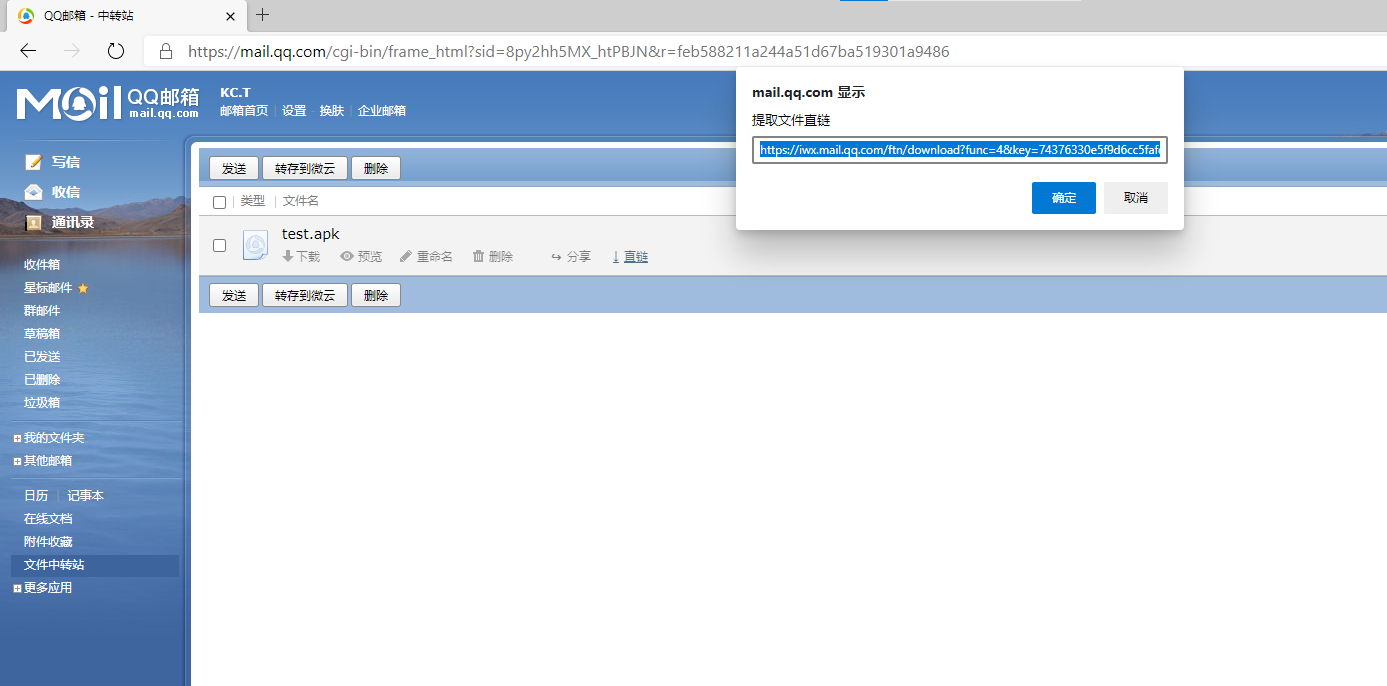 QQ邮箱 - 中转站
https://mail.qq.com/cgi-bin/frame_html?sid=8py2hh5MX_htPBJN&r=feb588211a244a51d67ba519301a9486
mail.qq.com 显示
提取文件直链
https://iwx.mail.qq.com/ftn/download?func=4&key=74376330e5f9d6cc5faf
确定 取消
Mail QQ邮箱
mail.qq.com
KC.T
邮箱首页 设置 换肤 企业邮箱
写信
收信
通讯录
收件箱
星标邮件
群邮件
草稿箱
已发送
已删除
垃圾箱
我的文件夹
其他邮箱
日历 记事本
在线文档
附件收藏
文件中转站
更多应用
发送 转存到微云 删除
类型 文件名
test.apk
下载 预览 重命名 删除 分享 直链
发送 转存到微云 删除